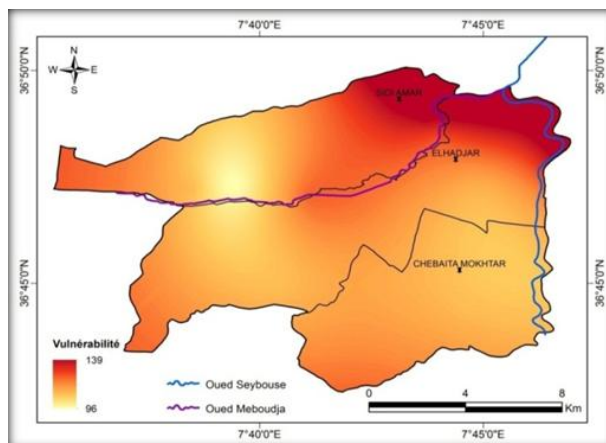 7°40'0"E 7°45'0"E
36°50'0"N 36°50'0"N
N
W E
S
SIDI AMAR
ELHADJAR
CHEBAITA MOKHTAR
36°45'0"N 36°45'0"N
Vulnérabilité
139
96
Oued Seybouse
Oued Meboudja
0 4 8
Km
7°40'0"E 7°45'0"E